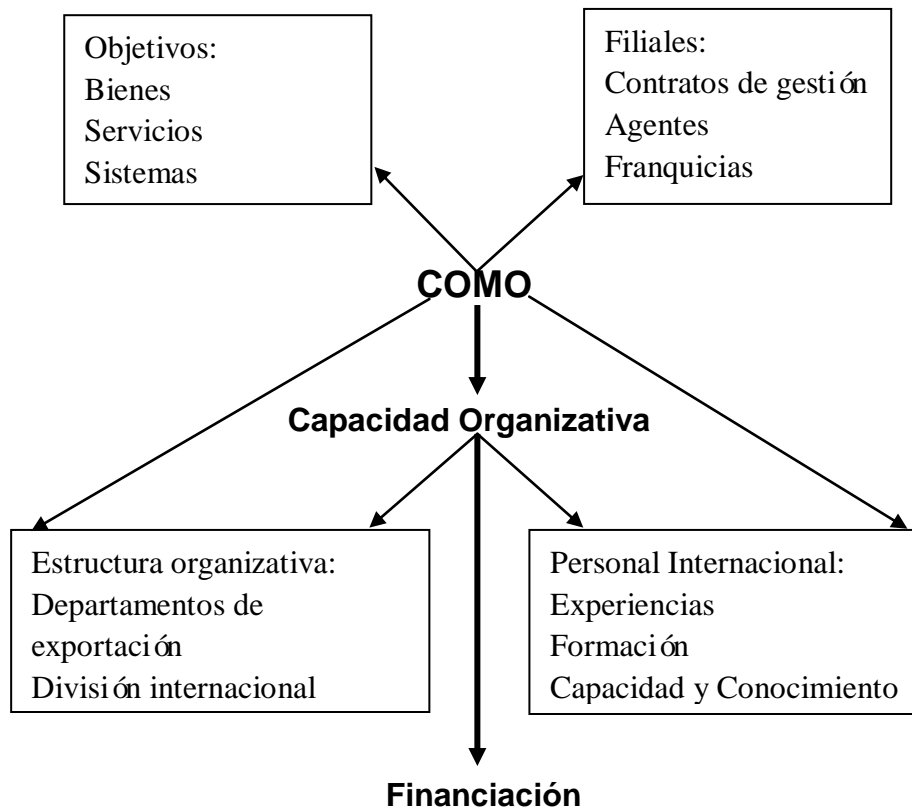 Objetivos:
Bienes
Servicios
Sistemas
Filiales:
Contratos de gestión
Agentes
Franquicias
COMO
Capacidad Organizativa
Estructura organizativa:
Departamentos de
exportación
División internacional
Personal Internacional:
Experiencias
Formación
Capacidad y Conocimiento
Financiación